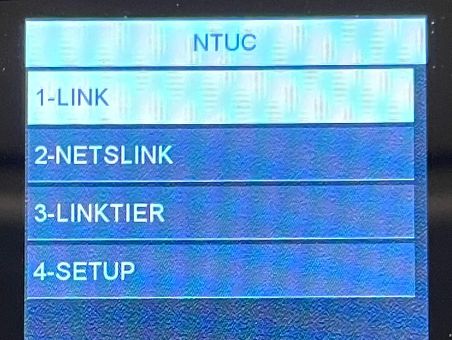 NTUC
1-LINK
2-NETSLINK
3-LINKTIER
4-SETUP